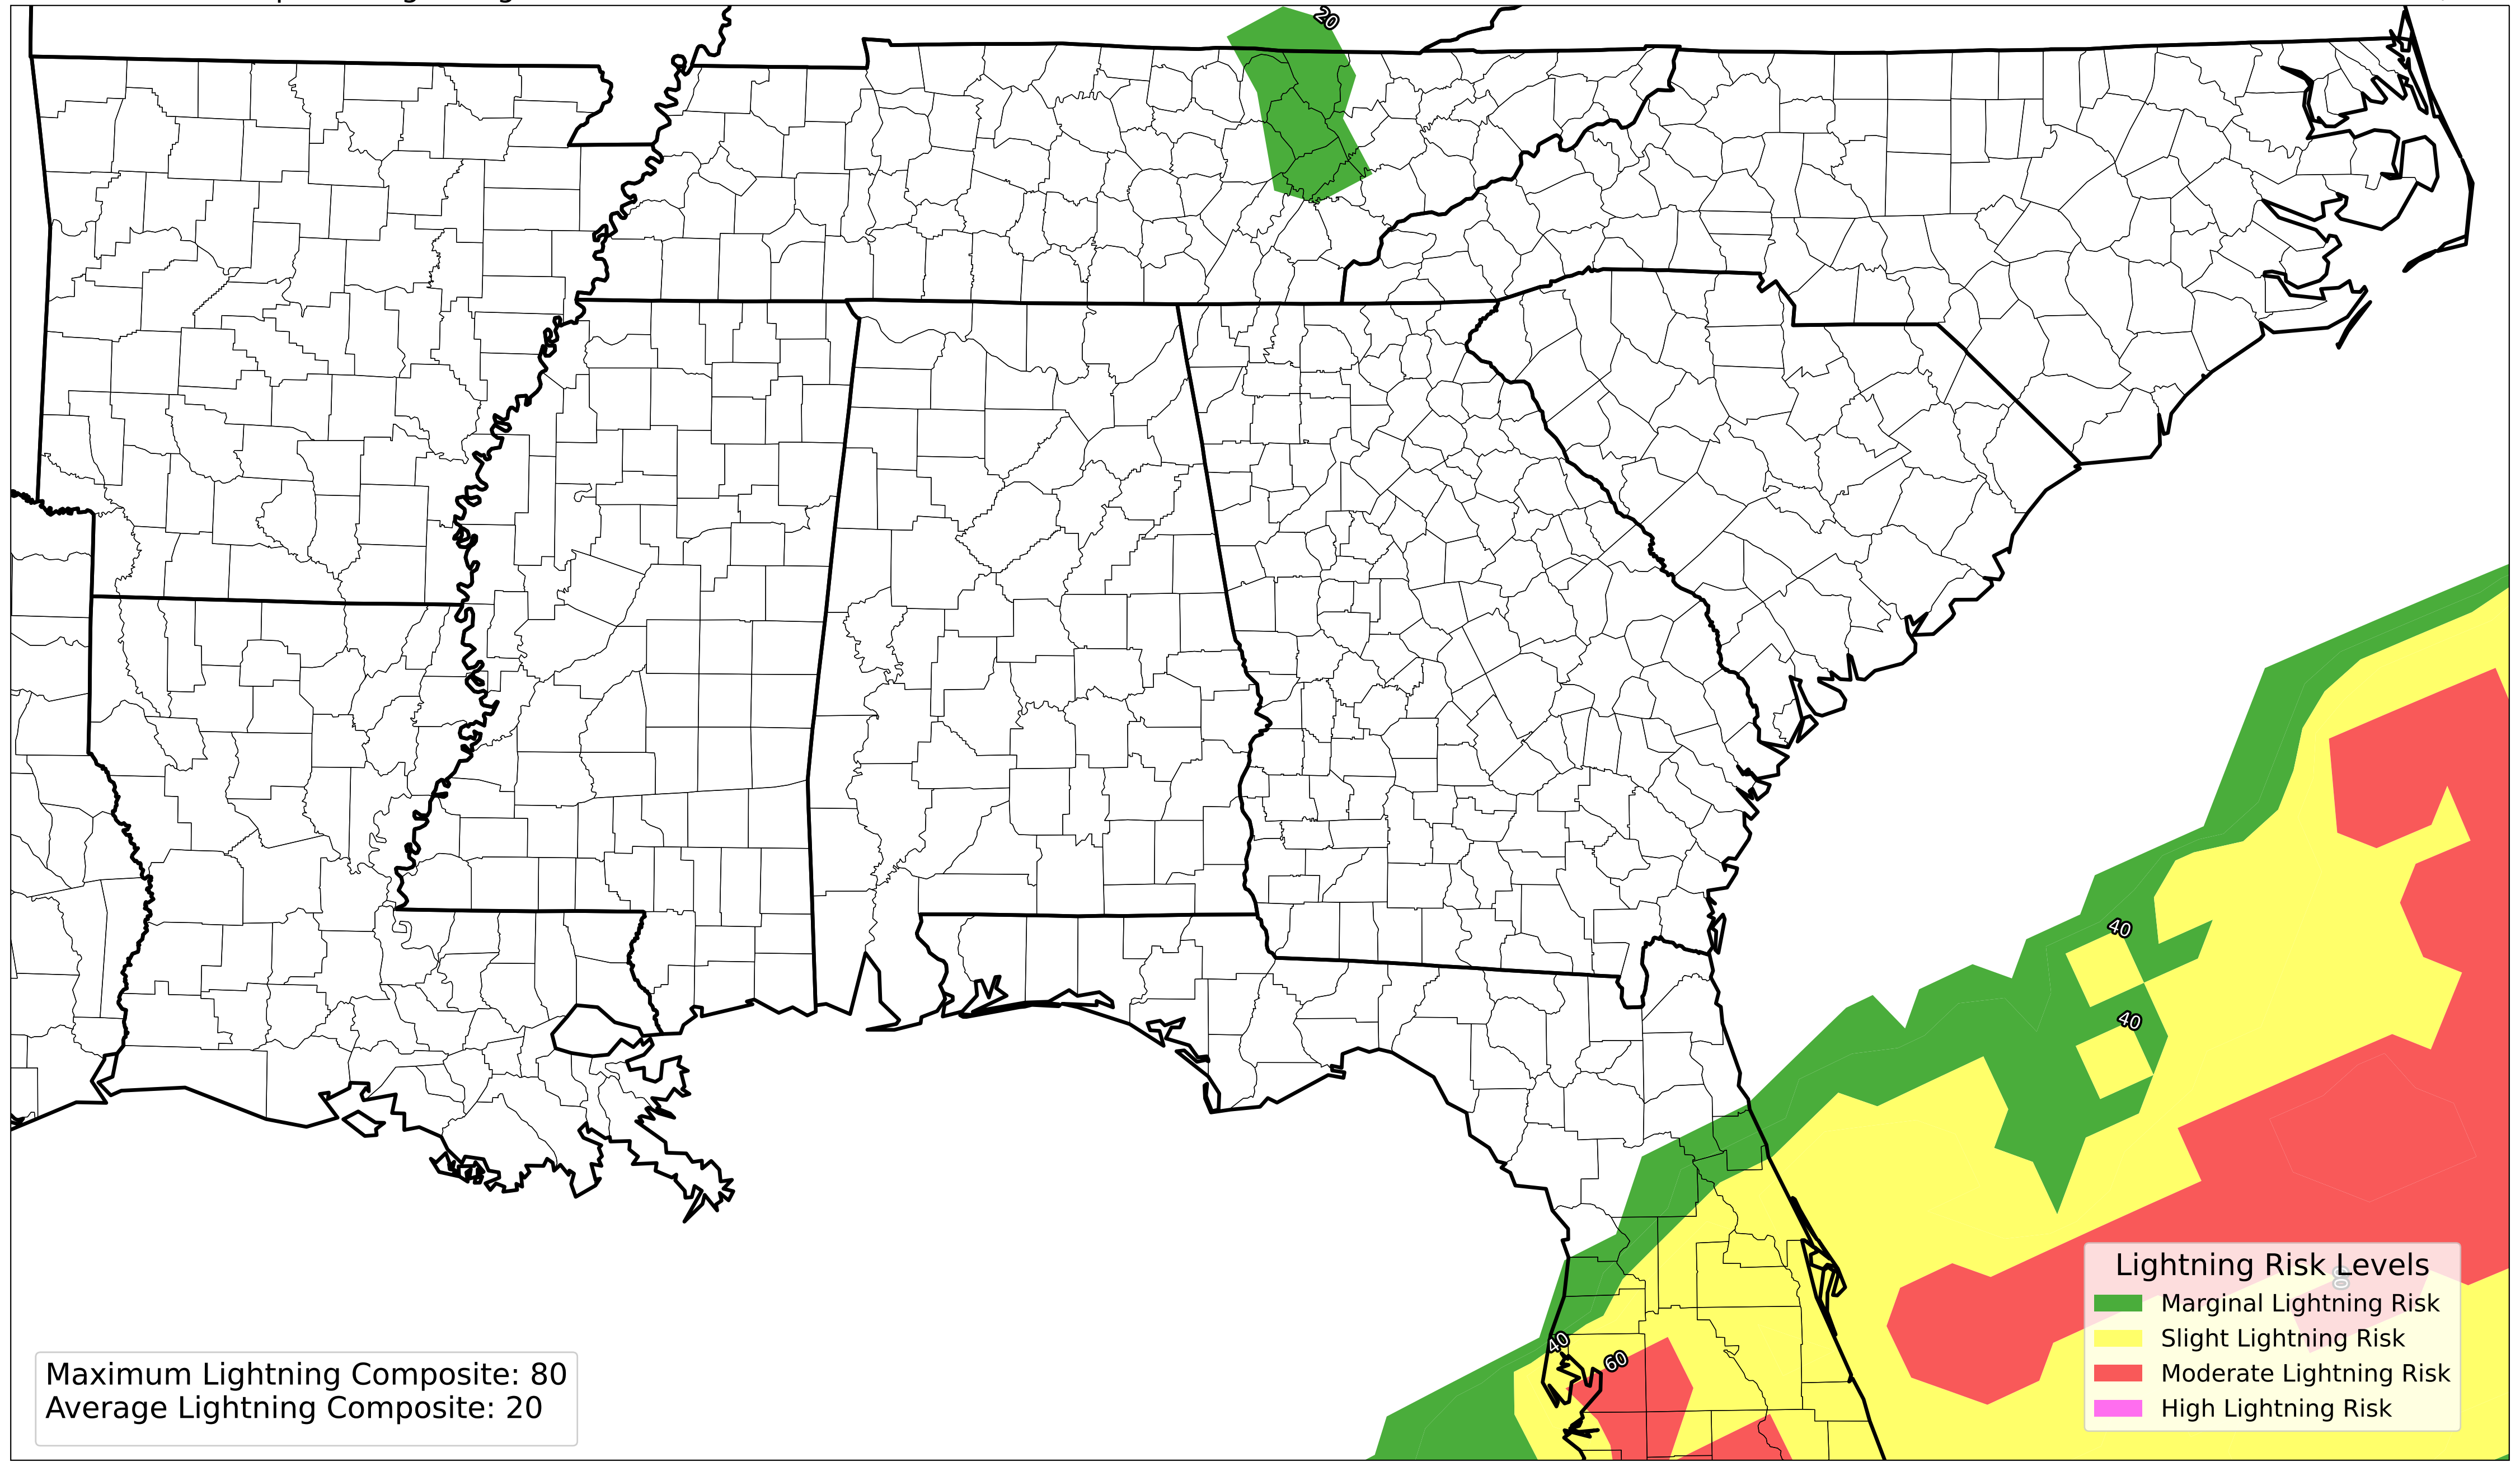 20
40
40
40
60
80
Lightning Risk Levels
Marginal Lightning Risk
Slight Lightning Risk
Moderate Lightning Risk
High Lightning Risk
Maximum Lightning Composite: 80
Average Lightning Composite: 20